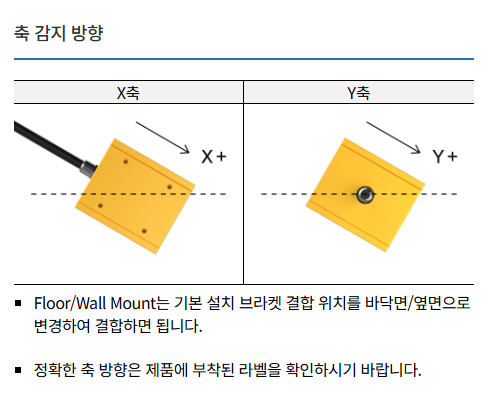 축 감지 방향
X축 Y축
X+ Y+
▪ Floor/Wall Mount는 기본 설치 브라켓 결합 위치를 바닥면/옆면으로
변경하여 결합하면 됩니다.
▪ 정확한 축 방향은 제품에 부착된 라벨을 확인하시기 바랍니다.